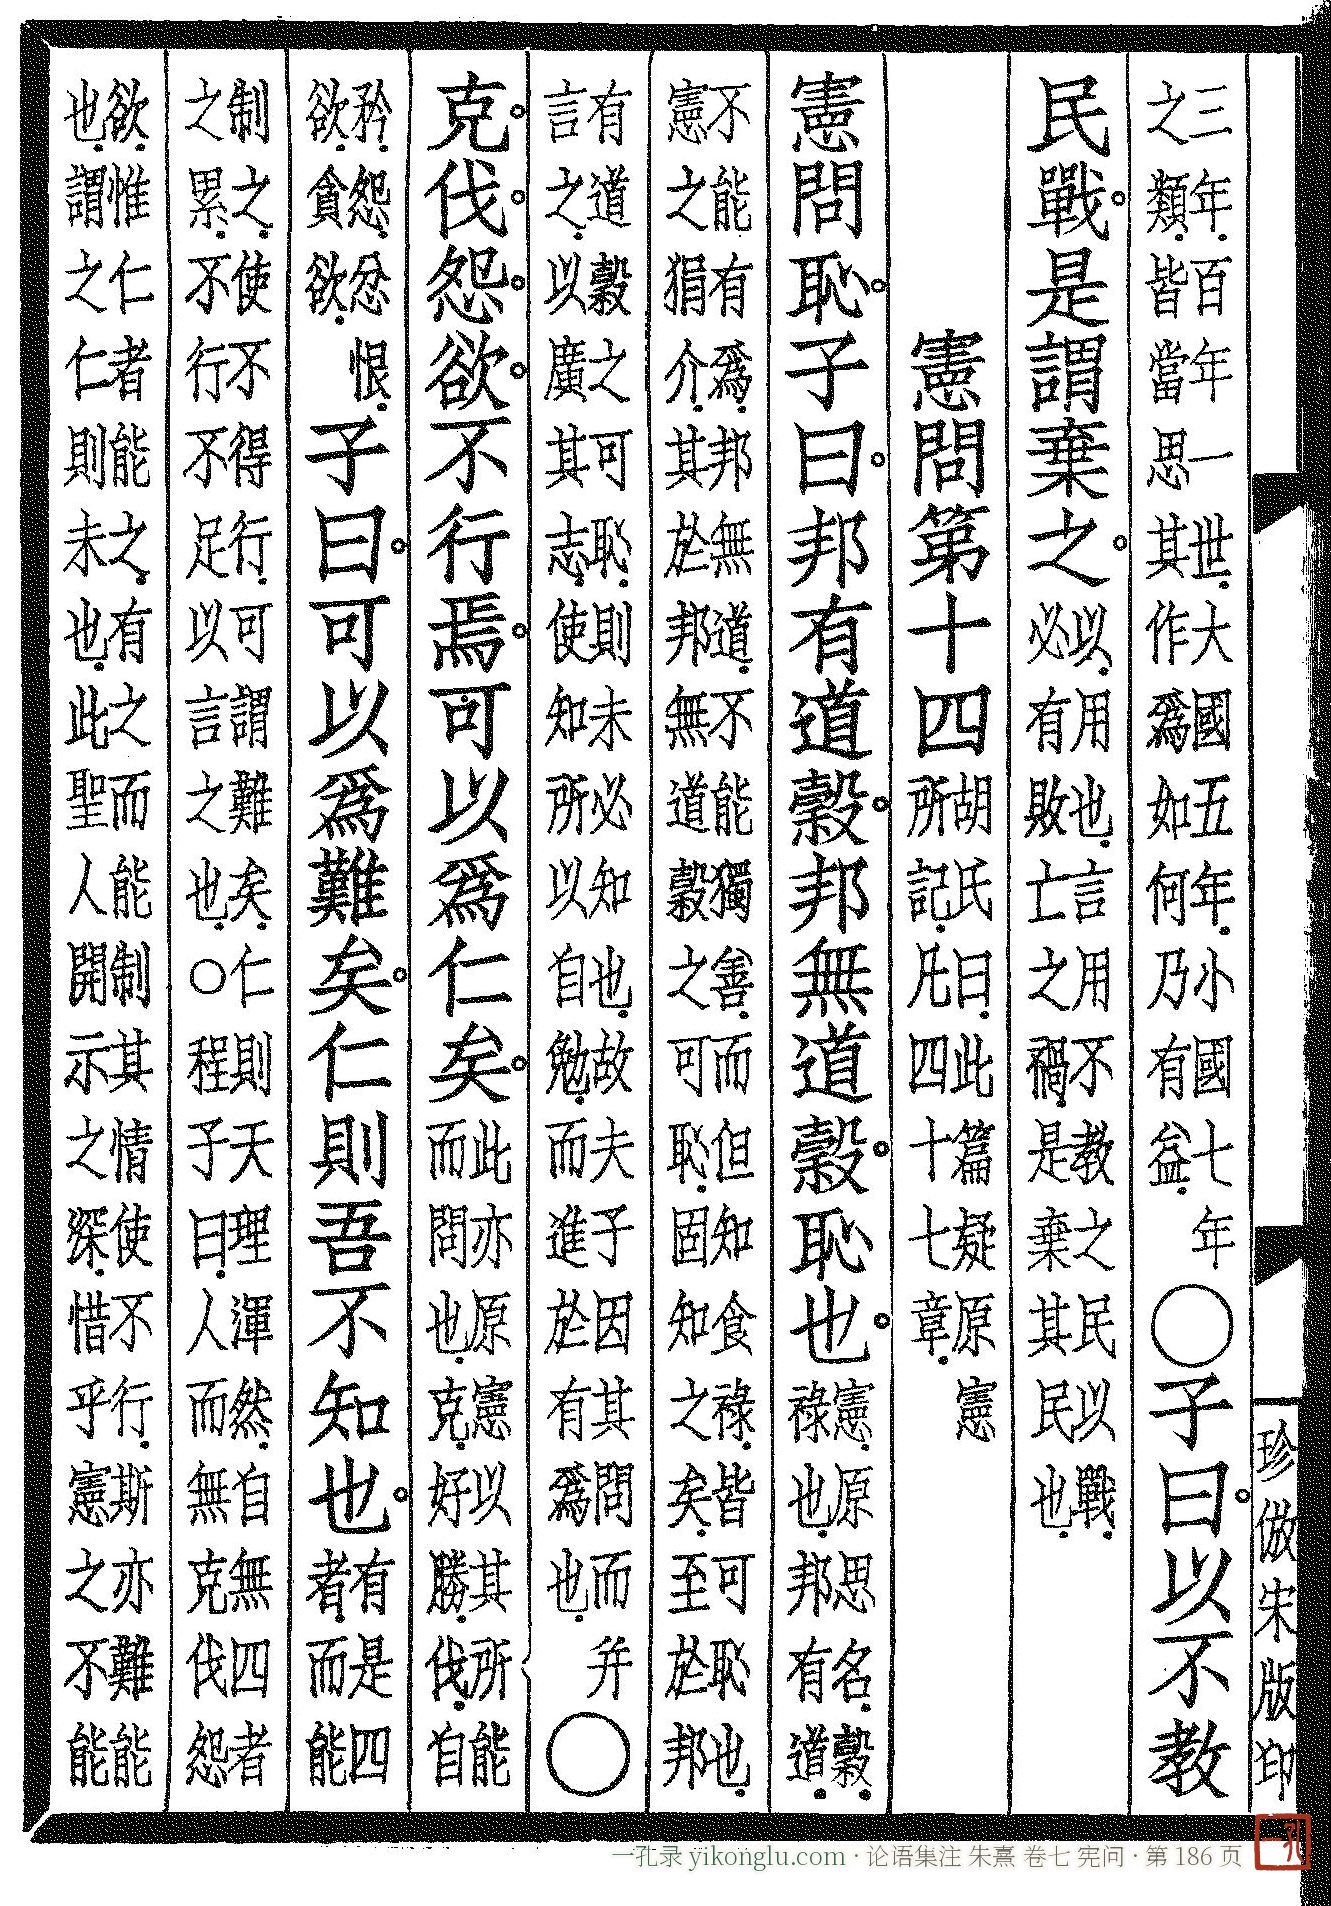 珍倣宋版印
三年。百年一世。大國五年。小國七年
之類。皆當思其作爲如何乃有益。
○子曰。以不教
民戰。是謂棄之。
以。用也。言用不教之民以戰。
必有敗亡之禍。是棄其民也。
憲問第十四
胡氏曰。此篇疑原憲
所記。凡四十七章。
憲問恥。子曰。邦有道穀。邦無道穀。恥也。
憲原思名。穀。
祿也。邦有道。
不能有爲。邦無道。不能獨善。而但知食祿。皆可恥也。
憲之狷介。其於邦無道穀之可恥。固知之矣。至於邦
有道穀之可恥。則未必知也。故夫子因其問而并
言之。以廣其志。使知所以自勉。而進於有爲也。
○
克。伐。怨。欲。不行焉。可以爲仁矣。
此亦原憲以其所能
而問也。克。好勝。伐。自
矜。怨。忿恨。
欲。貪欲。
子曰。可以爲難矣。仁則吾不知也。
有是四
者。而能
制之。使不得行。可謂難矣。仁則天理渾然。自無四者
之累。不行不得足以言之也。○程子曰。人而無克伐怨
欲。惟仁者能之。有之而能制其情使不行。斯亦難能
也。謂之仁則未也。此聖人開示之深。惜乎憲之不能
一孔录 yikonglu.com · 论语集注 朱熹 卷七 宪问 · 第 186 页
一孔